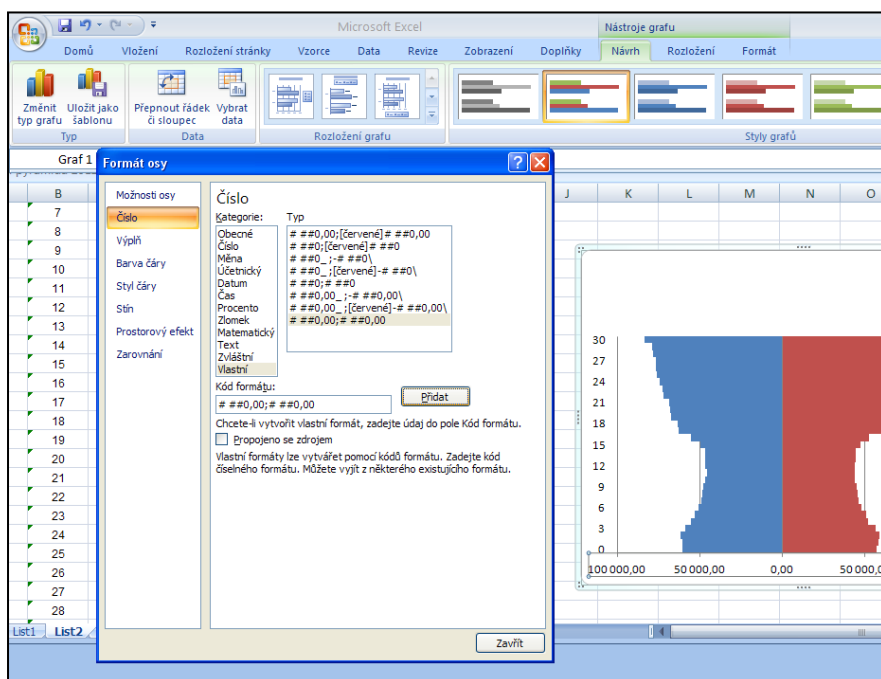 Microsoft Excel
Nástroje grafu
Domů Vložení Rozložení stránky Vzorce Data Revize Zobrazení Doplňky Návrh Rozložení Formát
Změnit typ grafu
Uložit jako šablonu
Přepnout řádek či sloupec
Vybrat data
Typ Data Rozložení grafu Styly grafů
Graf 1
Formát osy
B J K L M N O
7
8
9
10
11
12
13
14
15
16
17
18
19
20
21
22
23
24
25
26
27
28
List1 List2
Možnosti osy
Číslo
Výplň
Barva čáry
Styl čáry
Stín
Prostorový efekt
Zarovnání
Číslo
Kategorie:
Obecné
Číslo
Měna
Účetnický
Datum
Čas
Procento
Zlomek
Matematický
Text
Zvláštní
Vlastní
Typ
# ##0,00;[červené]# ##0,00
# ##0;[červené]# ##0
# ##0_ ;-# ##0\
# ##0_ ;[červené]-# ##0\
# ##0;# ##0
# ##0,00_ ;-# ##0,00\
# ##0,00_ ;[červené]-# ##0,00\
# ##0,00;# ##0,00
Kód formátu:
# ##0,00;# ##0,00
Přidat
Chcete-li vytvořit vlastní formát, zadejte údaj do pole Kód formátu.
Propojeno se zdrojem
Vlastní formáty lze vytvářet pomocí kódů formátu. Zadejte kód
číselného formátu. Můžete vyjít z některého existujícího formátu.
Zavřít
30
27
24
21
18
15
12
9
6
3
0
100 000,00 50 000,00 0,00 50 000,0